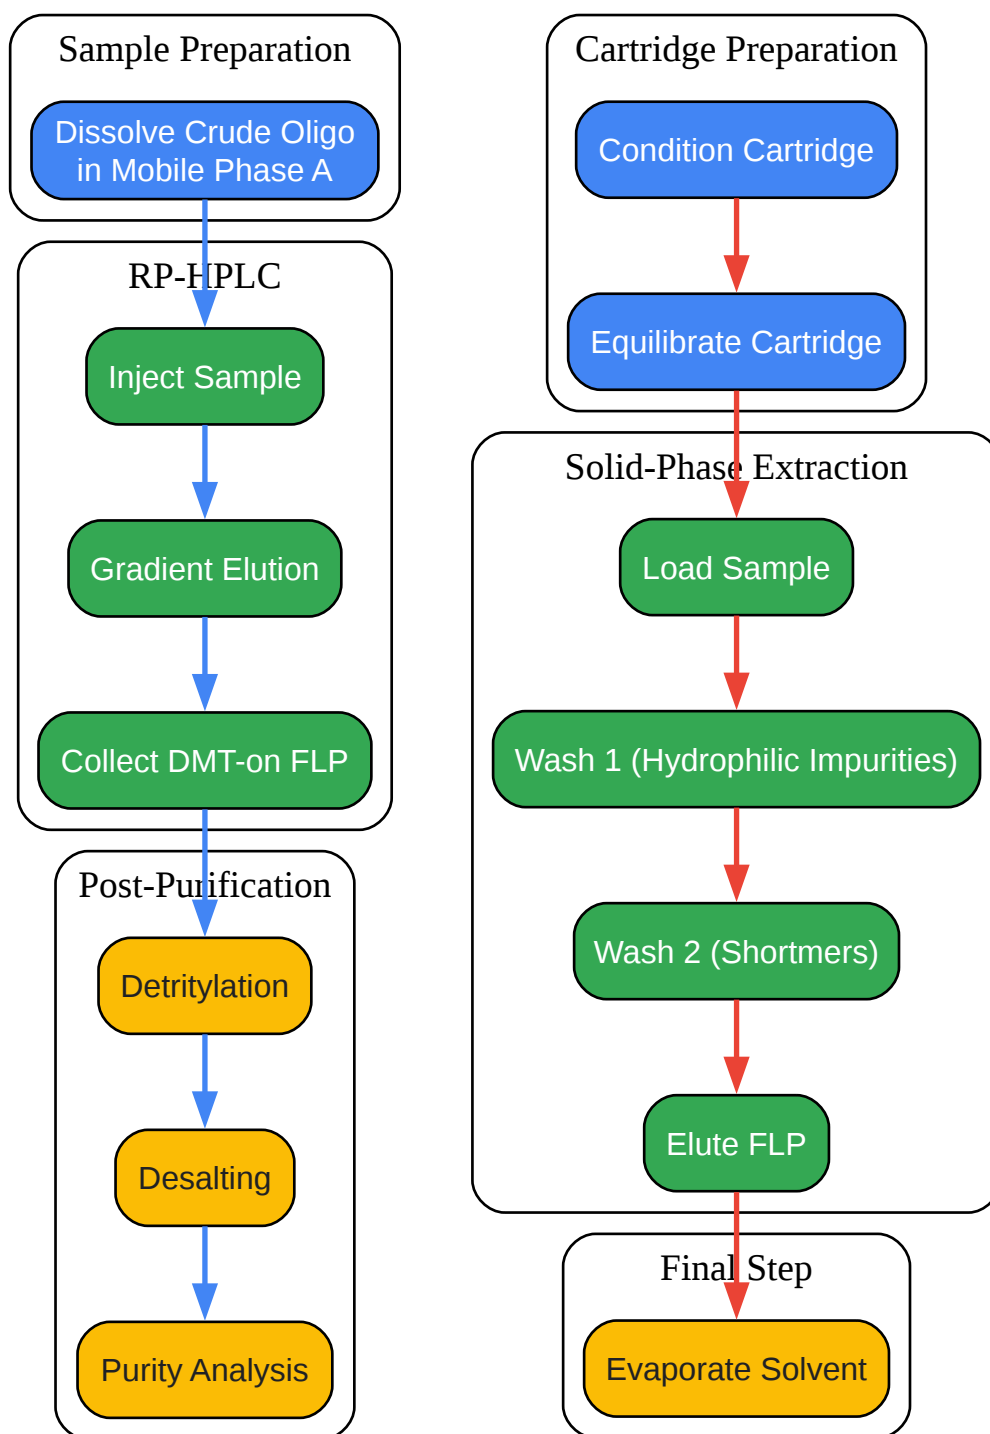 Sample Preparation
Dissolve Crude Oligo
in Mobile Phase A
RP-HPLC
Inject Sample
Gradient Elution
Collect DMT-on FLP
Post-Purification
Detritylation
Desalting
Purity Analysis
Cartridge Preparation
Condition Cartridge
Equilibrate Cartridge
Solid-Phase Extraction
Load Sample
Wash 1 (Hydrophilic Impurities)
Wash 2 (Shortmers)
Elute FLP
Final Step
Evaporate Solvent